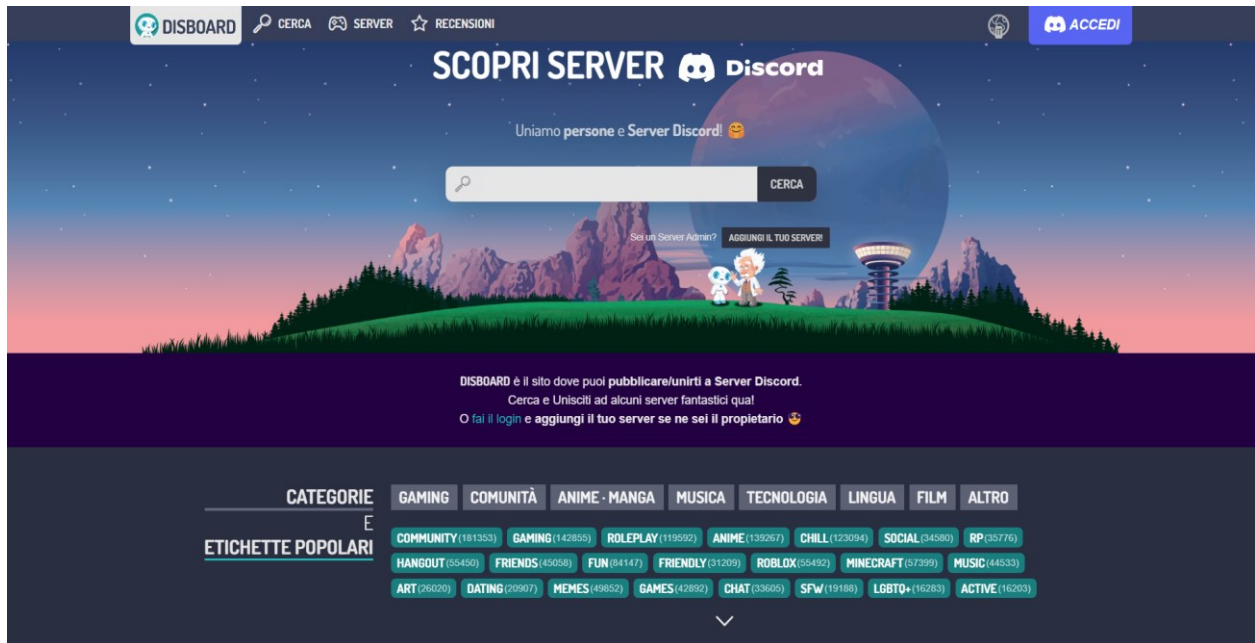 DISBOARD CERCA SERVER RECENSIONI ACCEDI
SCOPRI SERVER Discord
Uniamo persone e Server Discord!
CERCA
Sei un Server Admin? AGGIUNGI IL TUO SERVER!
DISBOARD è il sito dove puoi pubblicare/unirti a Server Discord.
Cerca e Unisciti ad alcuni server fantastici qua!
O fai il login e aggiungi il tuo server se ne sei il propietario
CATEGORIE
E
ETICHETTE POPOLARI
GAMING COMUNITÀ ANIME · MANGA MUSICA TECNOLOGIA LINGUA FILM ALTRO
COMMUNITY(181353) GAMING(142855) ROLEPLAY(119592) ANIME(139267) CHILL(123094) SOCIAL(34580) RP(35776)
HANGOUT(55450) FRIENDS(45058) FUN(84147) FRIENDLY(31209) ROBLOX(55492) MINECRAFT(57399) MUSIC(44533)
ART(26020) DATING(20907) MEMES(49852) GAMES(42892) CHAT(33605) SFW(19188) LGBTQ+(16283) ACTIVE(16203)